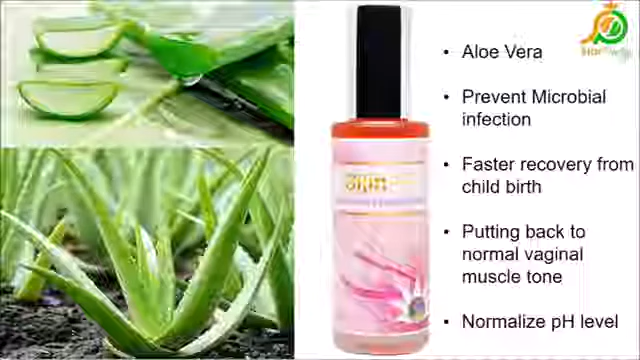 Aloe Vera
Prevent Microbial
infection
Faster recovery from
child birth
Putting back to
normal vaginal
muscle tone
Normalize pH level